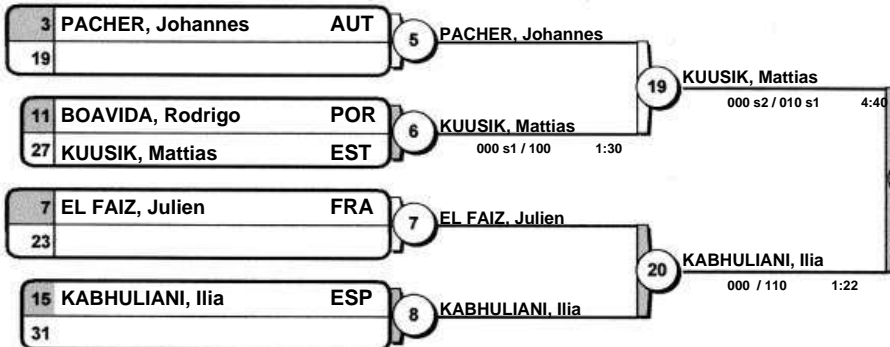 3 PACHER, Johannes AUT
19
5
PACHER, Johannes
11 BOAVIDA, Rodrigo POR
27 KUUSIK, Mattias EST
6
KUUSIK, Mattias
000 s1 / 100 1:30
19
KUUSIK, Mattias
000 s2 / 010 s1 4:40
7 EL FAIZ, Julien FRA
23
7
EL FAIZ, Julien
15 KABHULIANI, Ilia ESP
31
8
KABHULIANI, Ilia
20
KABHULIANI, Ilia
000 / 110 1:22